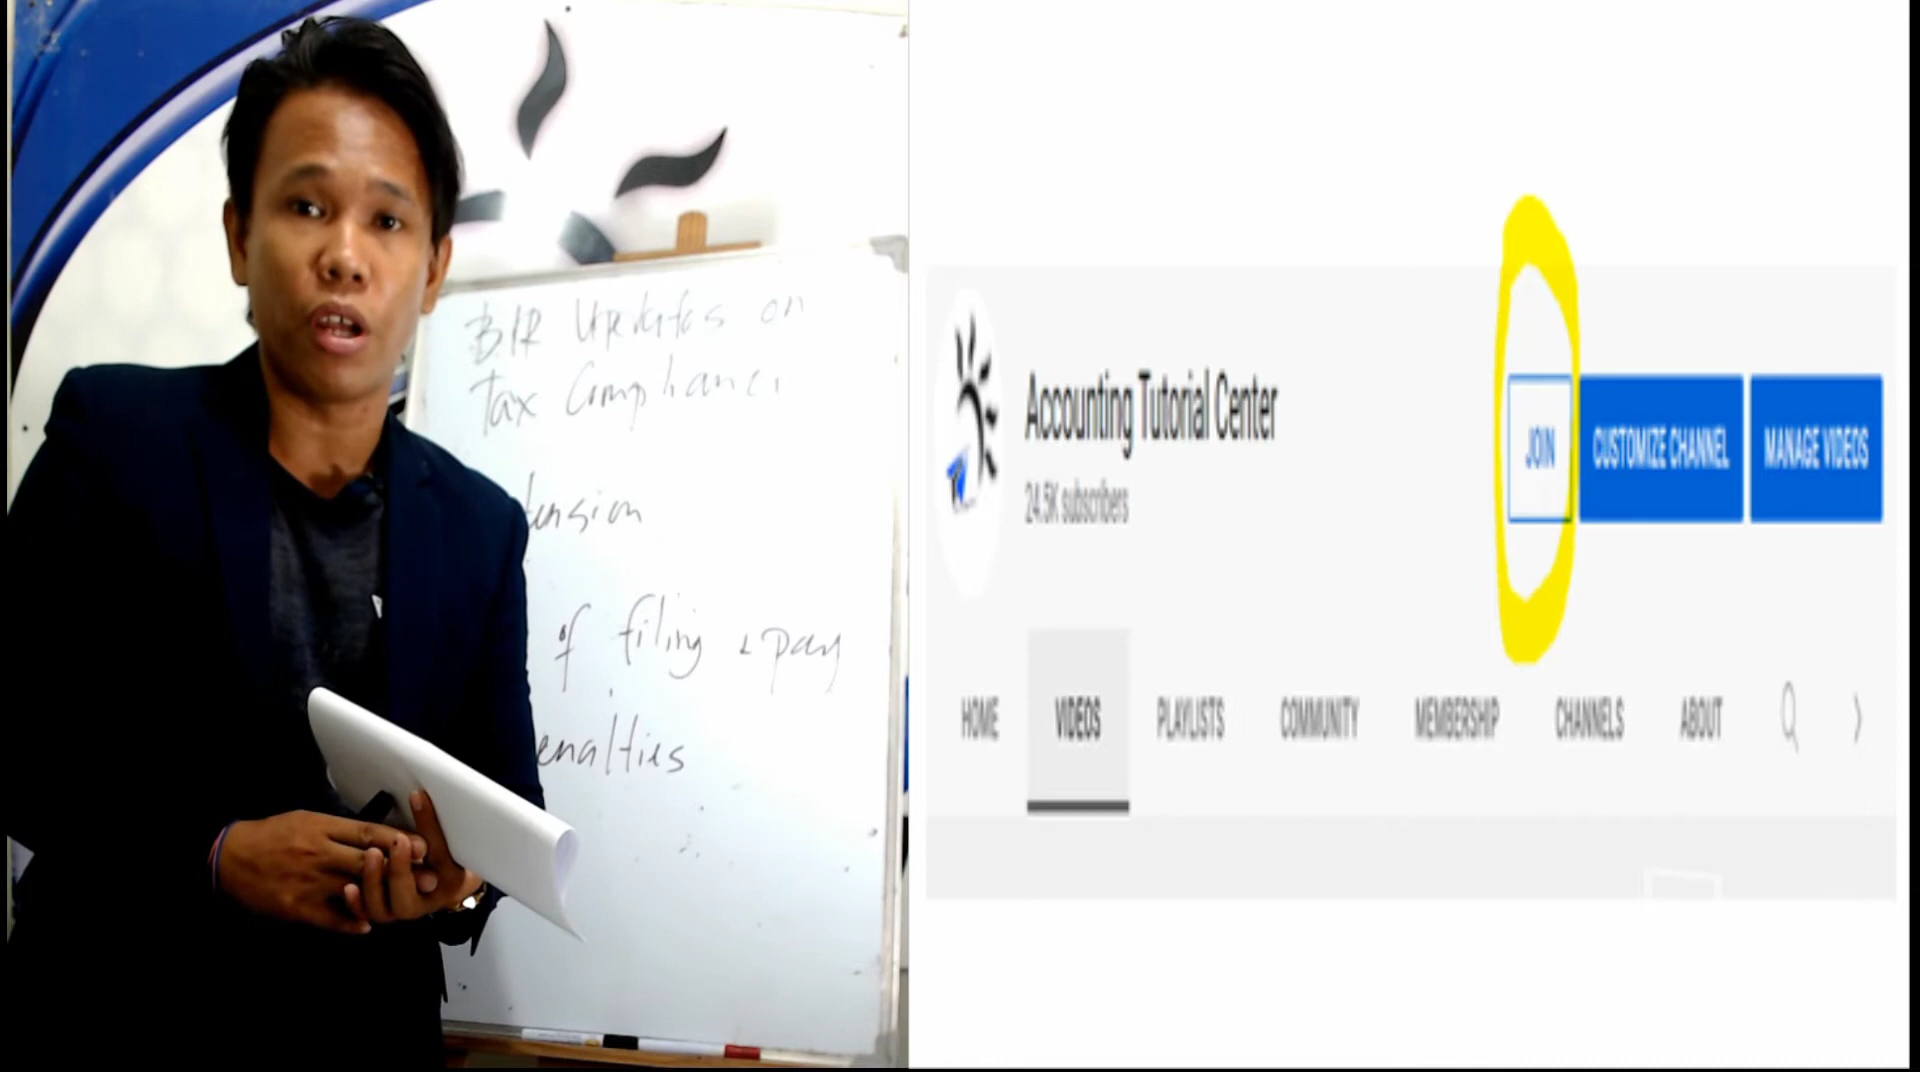 BIR Updates on
Tax Compliance
tension
of filing & pay
enalties
Accounting Tutorial Center
24.5K subscribers
JOIN
CUSTOMIZE CHANNEL
MANAGE VIDEOS
HOME
VIDEOS
PLAYLISTS
COMMUNITY
MEMBERSHIP
CHANNELS
ABOUT